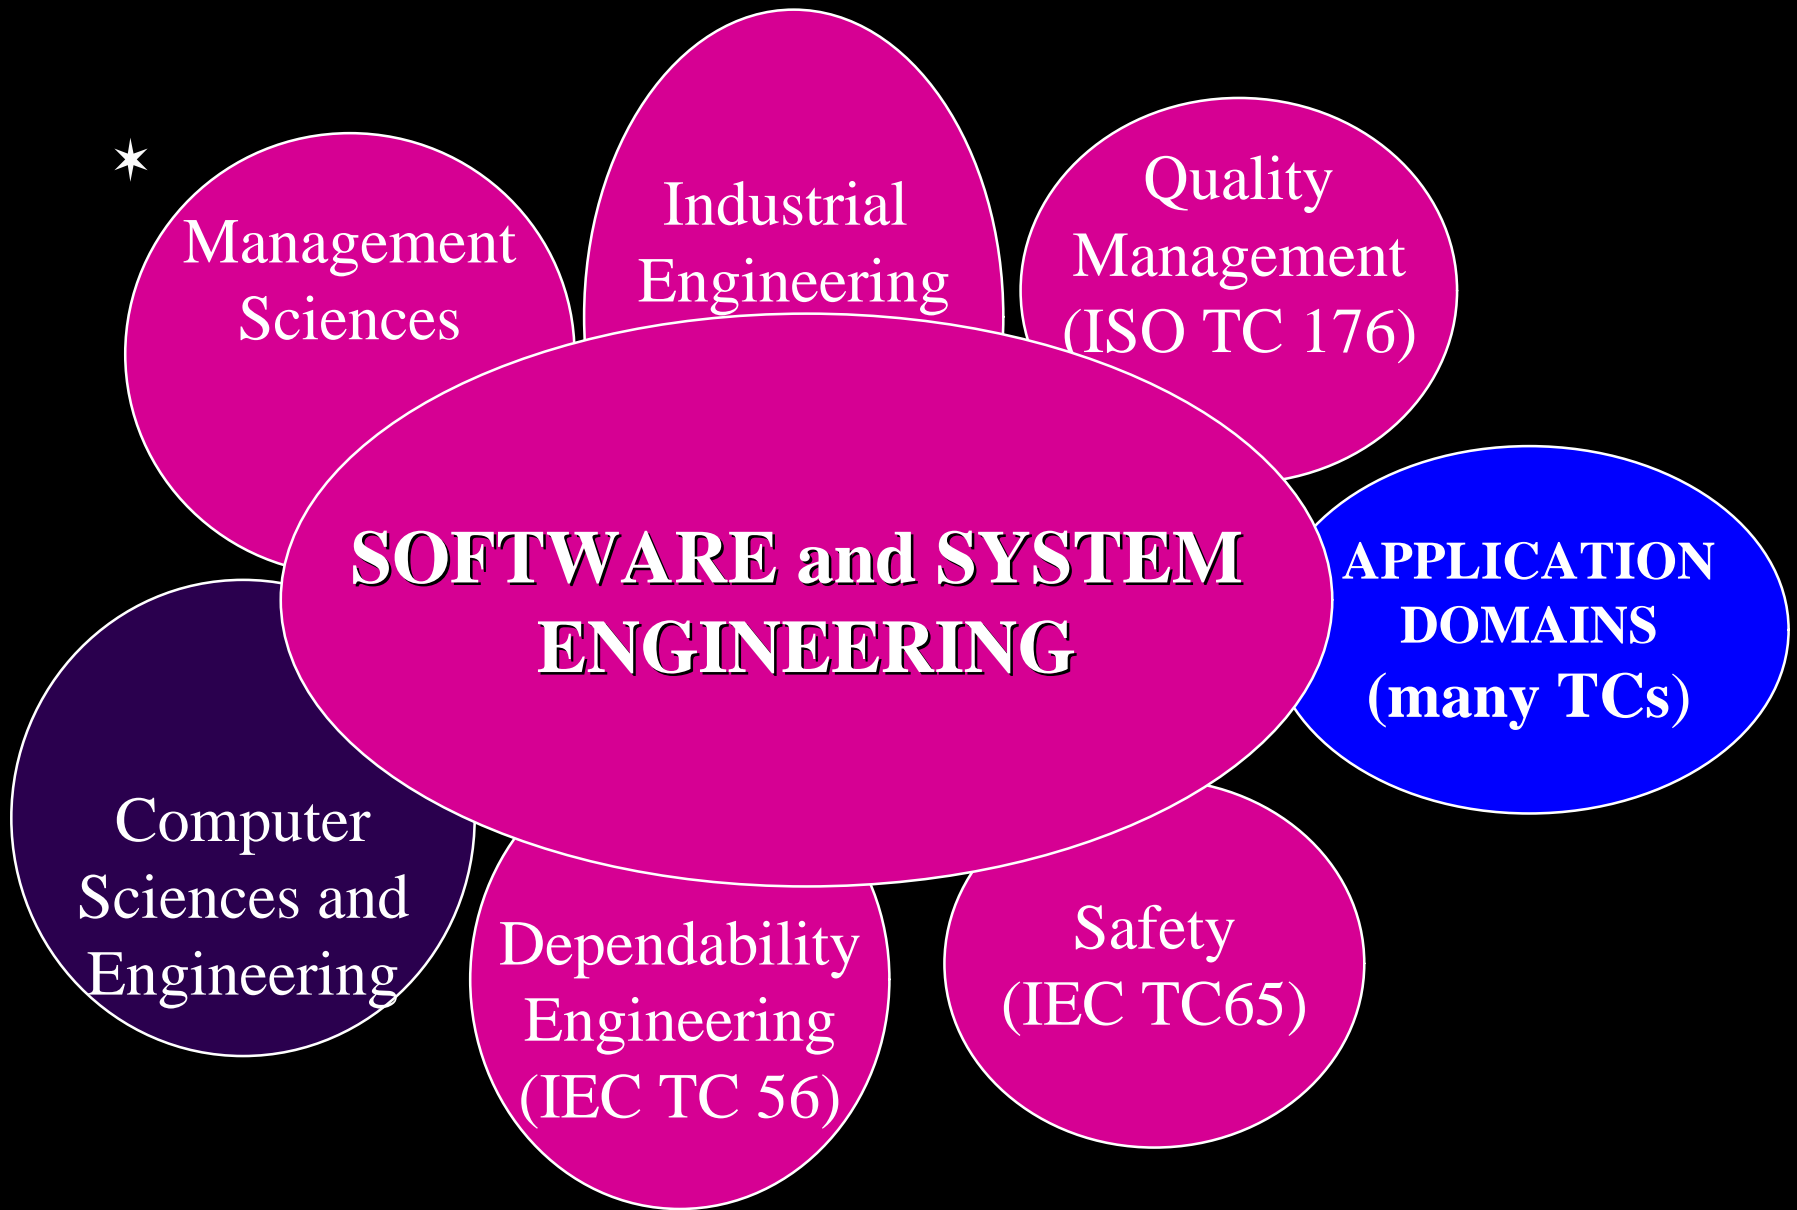 ✶
Management
Sciences
Industrial
Engineering
Quality
Management
(ISO TC 176)
SOFTWARE and SYSTEM
ENGINEERING
APPLICATION
DOMAINS
(many TCs)
Computer
Sciences and
Engineering
Dependability
Engineering
(IEC TC 56)
Safety
(IEC TC65)